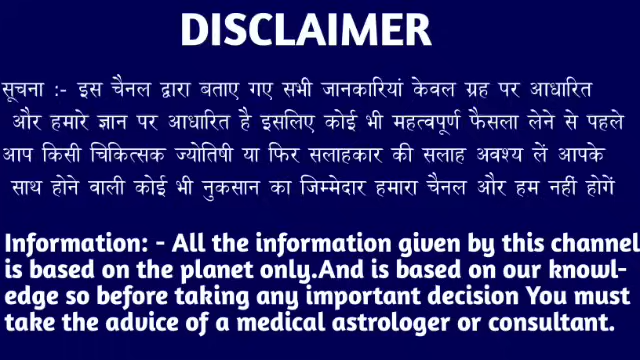 DISCLAIMER
सूचना :- इस चैनल द्वारा बताए गए सभी जानकारियां केवल ग्रह पर आधारित
और हमारे ज्ञान पर आधारित है इसलिए कोई भी महत्वपूर्ण फैसला लेने से पहले
आप किसी चिकित्सक ज्योतिषी या फिर सलाहकार की सलाह अवश्य लें आपके
साथ होने वाली कोई भी नुकसान का जिम्मेदार हमारा चैनल और हम नहीं होगें
Information: - All the information given by this channel
is based on the planet only.And is based on our knowl-
edge so before taking any important decision You must
take the advice of a medical astrologer or consultant.